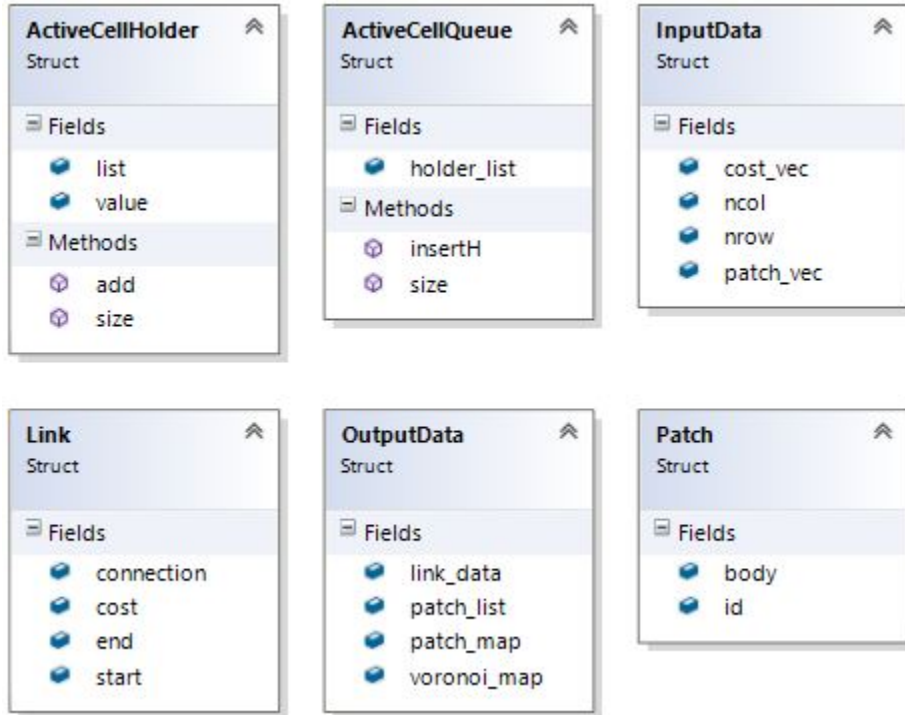 ActiveCellHolder
Struct
Fields
list
value
Methods
add
size
ActiveCellQueue
Struct
Fields
holder_list
Methods
insertH
size
InputData
Struct
Fields
cost_vec
ncol
nrow
patch_vec
Link
Struct
Fields
connection
cost
end
start
OutputData
Struct
Fields
link_data
patch_list
patch_map
voronoi_map
Patch
Struct
Fields
body
id